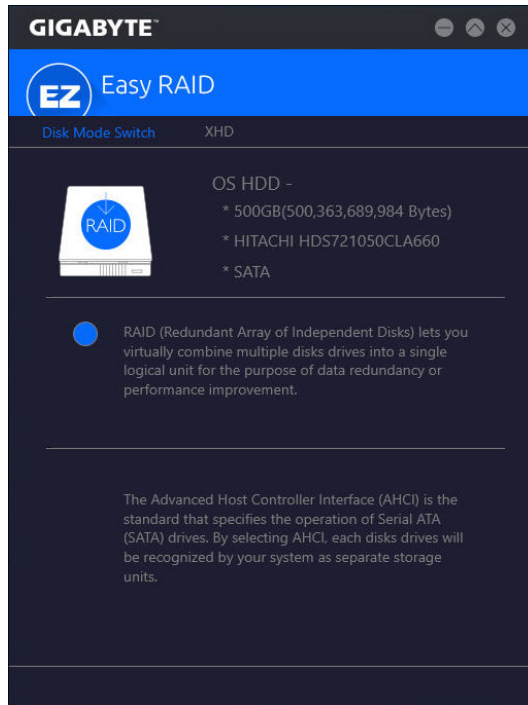 GIGABYTE™
EZ Easy RAID
Disk Mode Switch XHD
RAID
OS HDD -
* 500GB(500,363,689,984 Bytes)
* HITACHI HDS721050CLA660
* SATA
RAID (Redundant Array of Independent Disks) lets you
virtually combine multiple disks drives into a single
logical unit for the purpose of data redundancy or
performance improvement.
The Advanced Host Controller Interface (AHCI) is the
standard that specifies the operation of Serial ATA
(SATA) drives. By selecting AHCI, each disks drives will
be recognized by your system as separate storage
units.